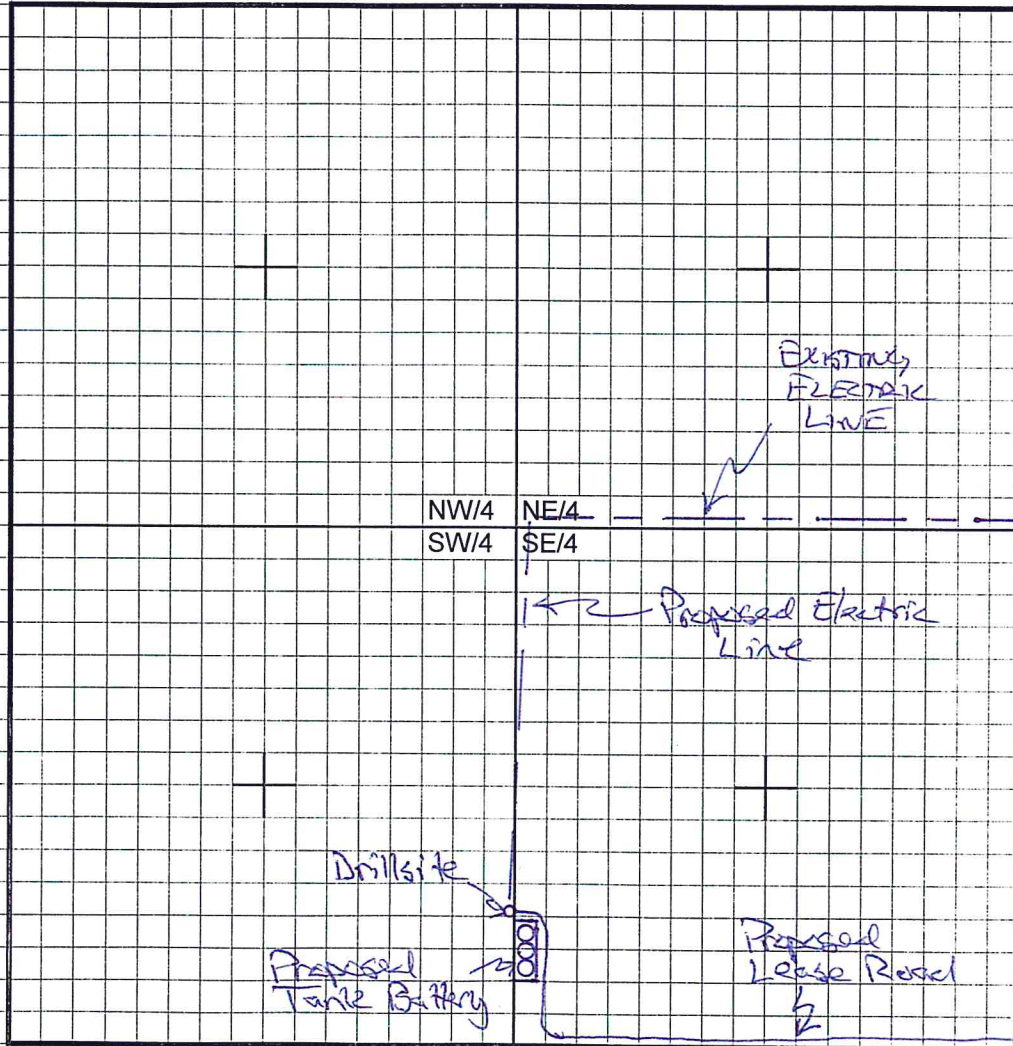 EXISTING
ELECTRIC
LINE
NW/4 NE/4
SW/4 SE/4
Proposed Electric
Line
Drillsite
Proposed
Tank Battery
Proposed
Lease Road